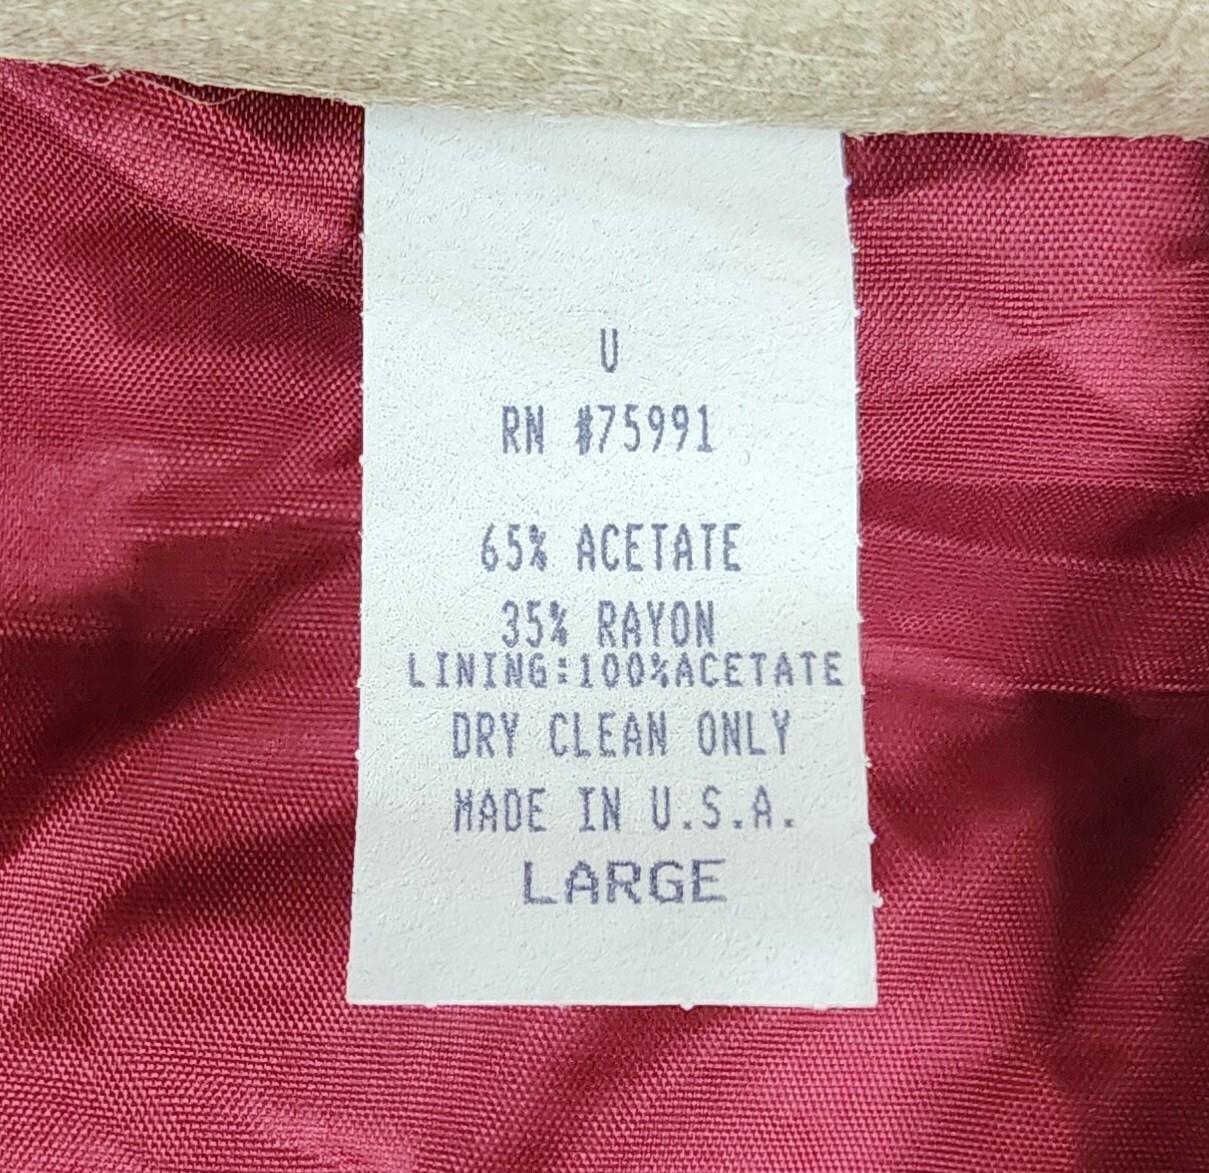 U
RN #75991
65% ACETATE
35% RAYON
LINING:100%ACETATE
DRY CLEAN ONLY
MADE IN U.S.A.
LARGE